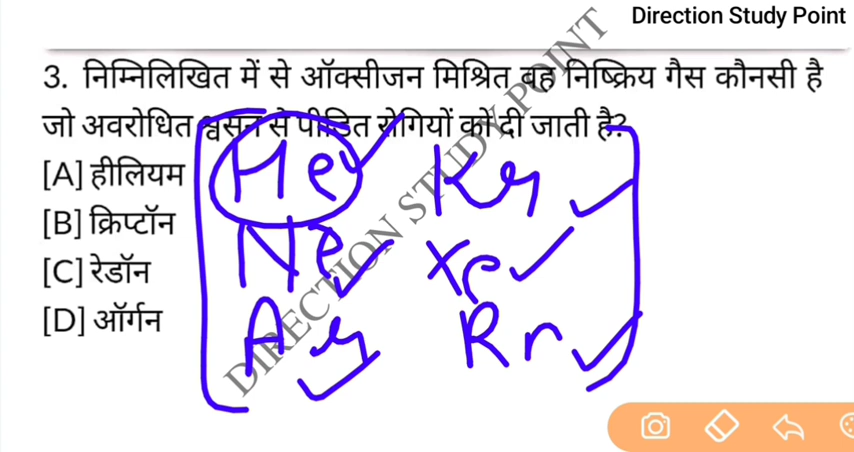 Direction Study Point
3. निम्निलिखित में से ऑक्सीजन मिश्रित वह निष्क्रिय गैस कौनसी है
जो अवरोधित श्वसन से पीडित रोगियों को दी जाती है?
[A] हीलियम
[B] क्रिप्टॉन
[C] रेडॉन
[D] ऑर्गन
He Kr
Ne Xe
Ar Rn
DIRECTION STUDY POINT